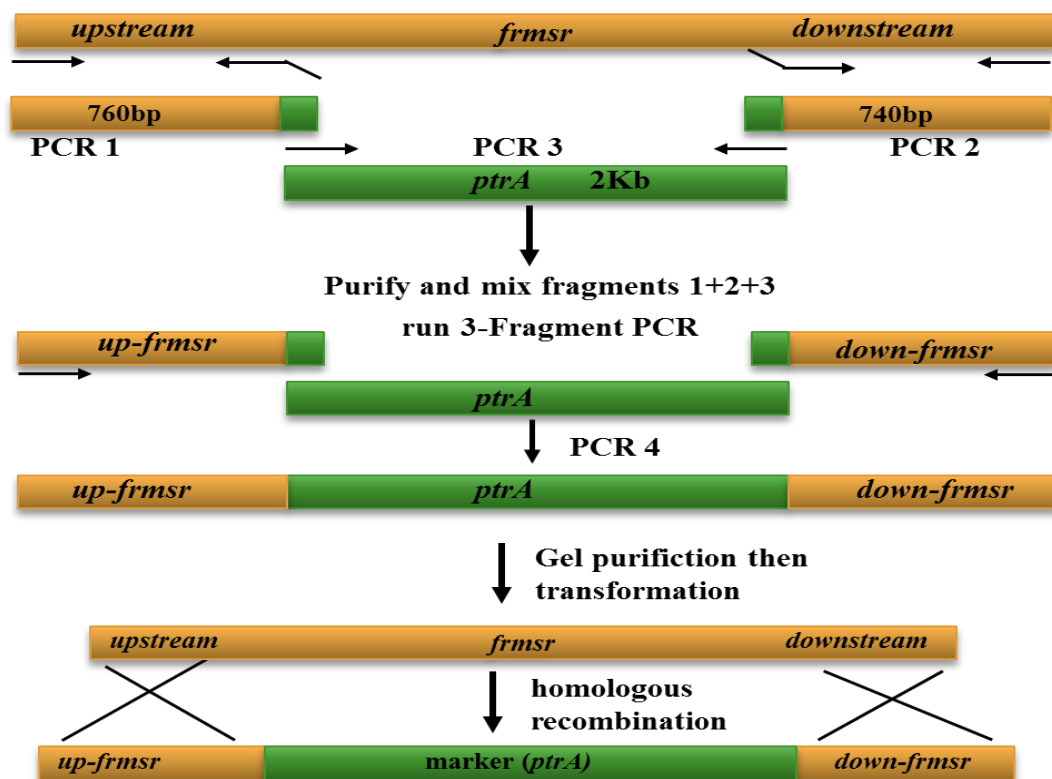 upstream frmsr downstream
760bp 740bp
PCR 1 PCR 3 PCR 2
ptrA 2Kb
Purify and mix fragments 1+2+3
run 3-Fragment PCR
up-frmsr down-frmsr
ptrA
PCR 4
up-frmsr ptrA down-frmsr
Gel purifiction then
transformation
upstream frmsr downstream
homologous
recombination
up-frmsr marker (ptrA) down-frmsr